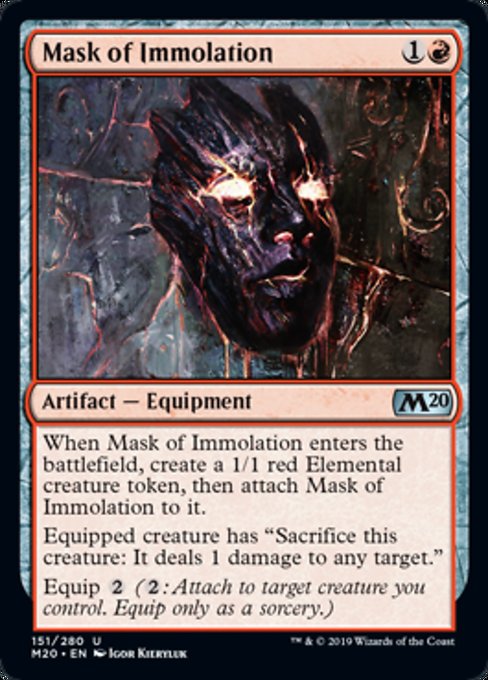 Mask of Immolation 1
Artifact — Equipment M20
When Mask of Immolation enters the
battlefield, create a 1/1 red Elemental
creature token, then attach Mask of
Immolation to it.
Equipped creature has “Sacrifice this
creature: It deals 1 damage to any target.”
Equip 2 (2: Attach to target creature you
control. Equip only as a sorcery.)
151/280 U
M20 • EN Igor Kieryluk
™ & © 2019 Wizards of the Coast